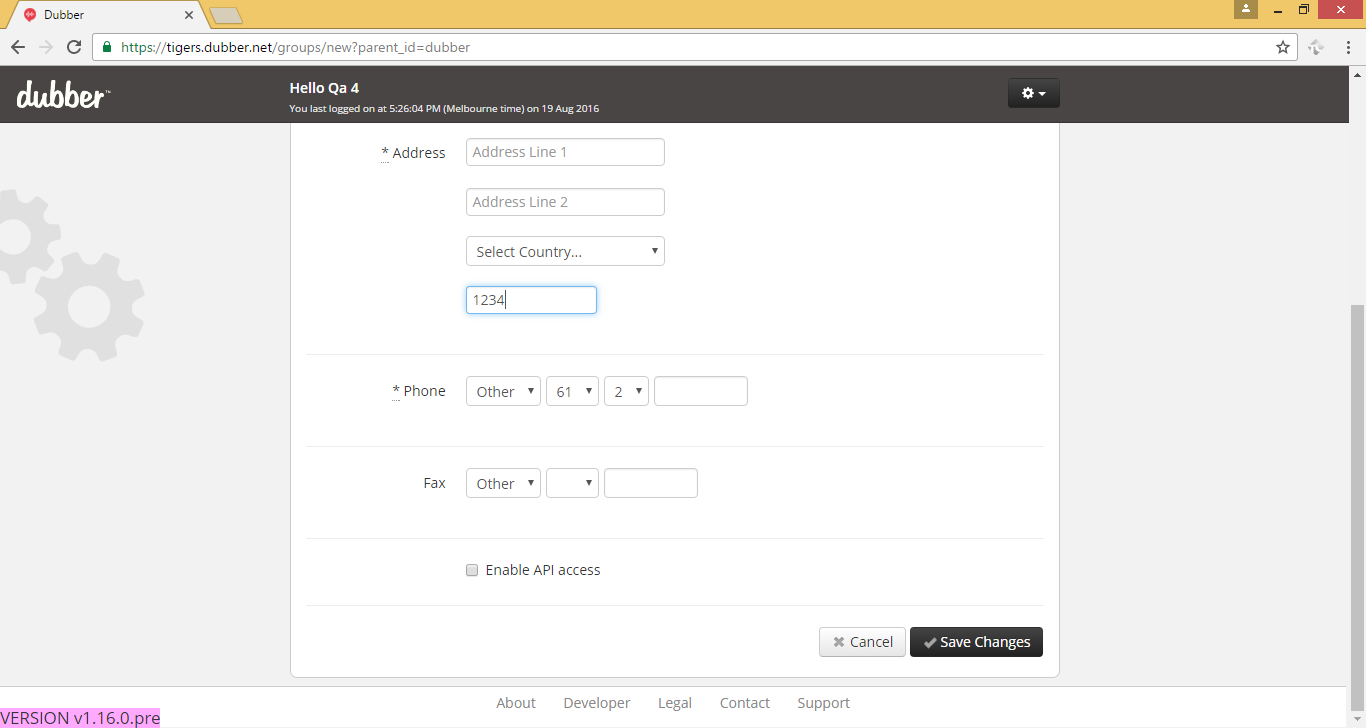 Dubber
https://tigers.dubber.net/groups/new?parent_id=dubber
dubber™
Hello Qa 4
You last logged on at 5:26:04 PM (Melbourne time) on 19 Aug 2016
* Address
Address Line 1
Address Line 2
Select Country...
1234
* Phone Other 61 2
Fax Other
Enable API access
Cancel Save Changes
About Developer Legal Contact Support
VERSION v1.16.0.pre